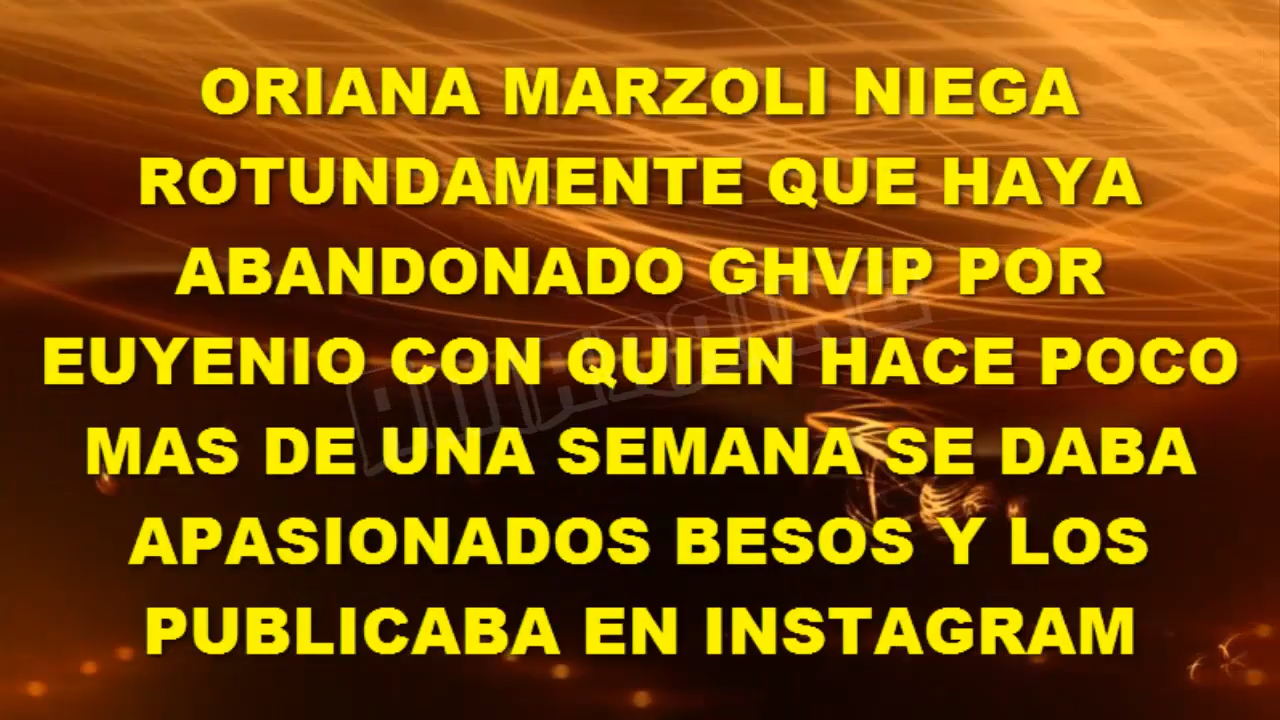 ORIANA MARZOLI NIEGA
ROTUNDAMENTE QUE HAYA
ABANDONADO GHVIP POR
EUYENIO CON QUIEN HACE POCO
MAS DE UNA SEMANA SE DABA
APASIONADOS BESOS Y LOS
PUBLICABA EN INSTAGRAM